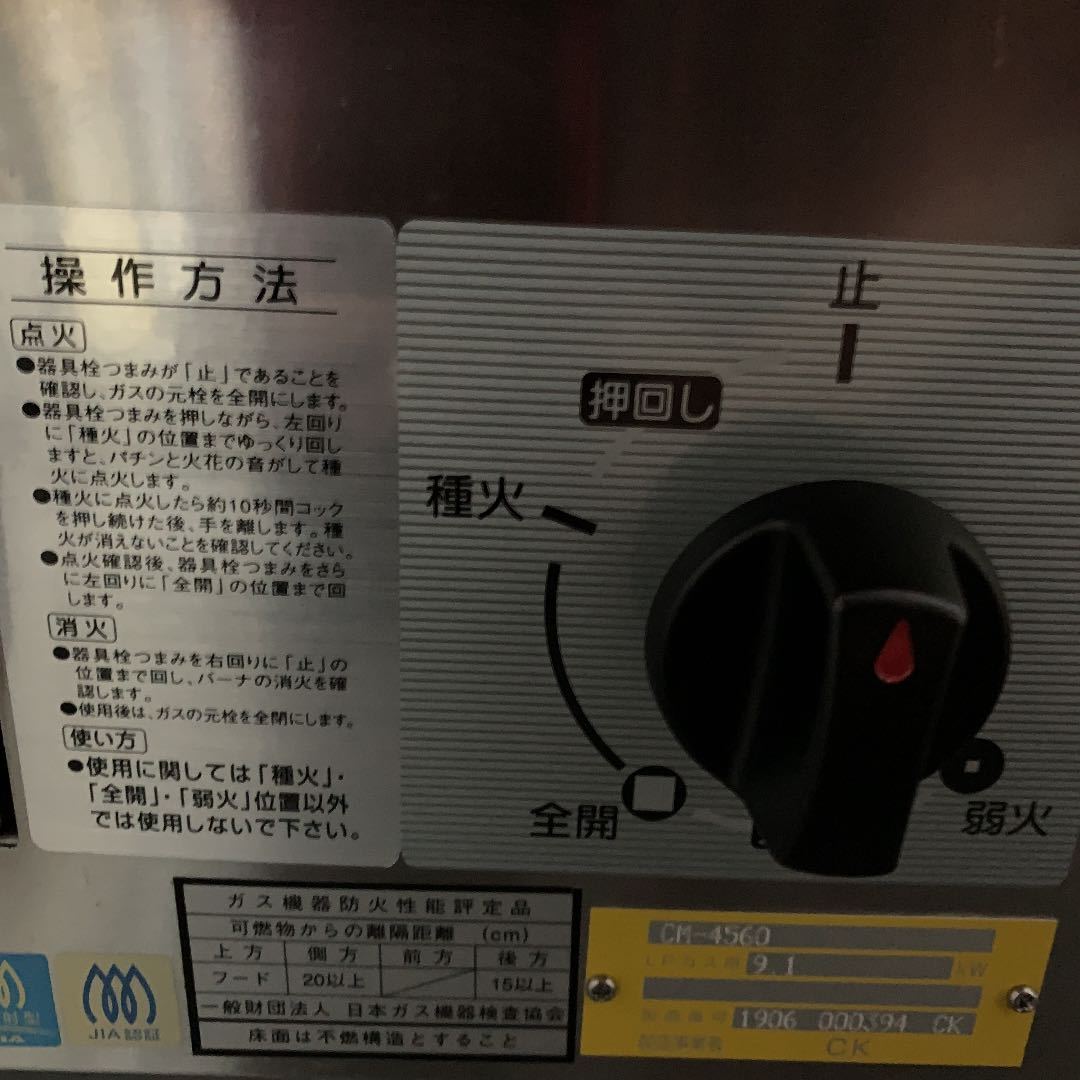 操作方法
点火
●器具栓つまみが「止」であることを
確認し、ガスの元栓を全開にします。
●器具栓つまみを押しながら、左回り
に「種火」の位置までゆっくり回し
ますと、パチンと火花の音がして種
火に点火します。
●種火に点火したら約10秒間コック
を押し続けた後、手を離します。種
火が消えないことを確認してください。
●点火確認後、器具栓つまみをさら
に左回りに「全開」の位置まで回
します。
消火
●器具栓つまみを右回りに「止」の
位置まで回し、バーナの消火を確
認します。
●使用後は、ガスの元栓を全閉にします。
使い方
●使用に関しては「種火」・
「全開」・「弱火」位置以外
では使用しないで下さい。
止
押回し
種火
全開
弱火
ガス機器防火性能評定品
可燃物からの離隔距離 (cm)
上方 側方 前方 後方
フード 20以上 15以上
一般財団法人 日本ガス機器検査協会
床面は不燃構造とすること
JIA認証
CM-4560
LPガス用 9.1 kW
製造番号 1906 000394 CK
製造事業者 CK